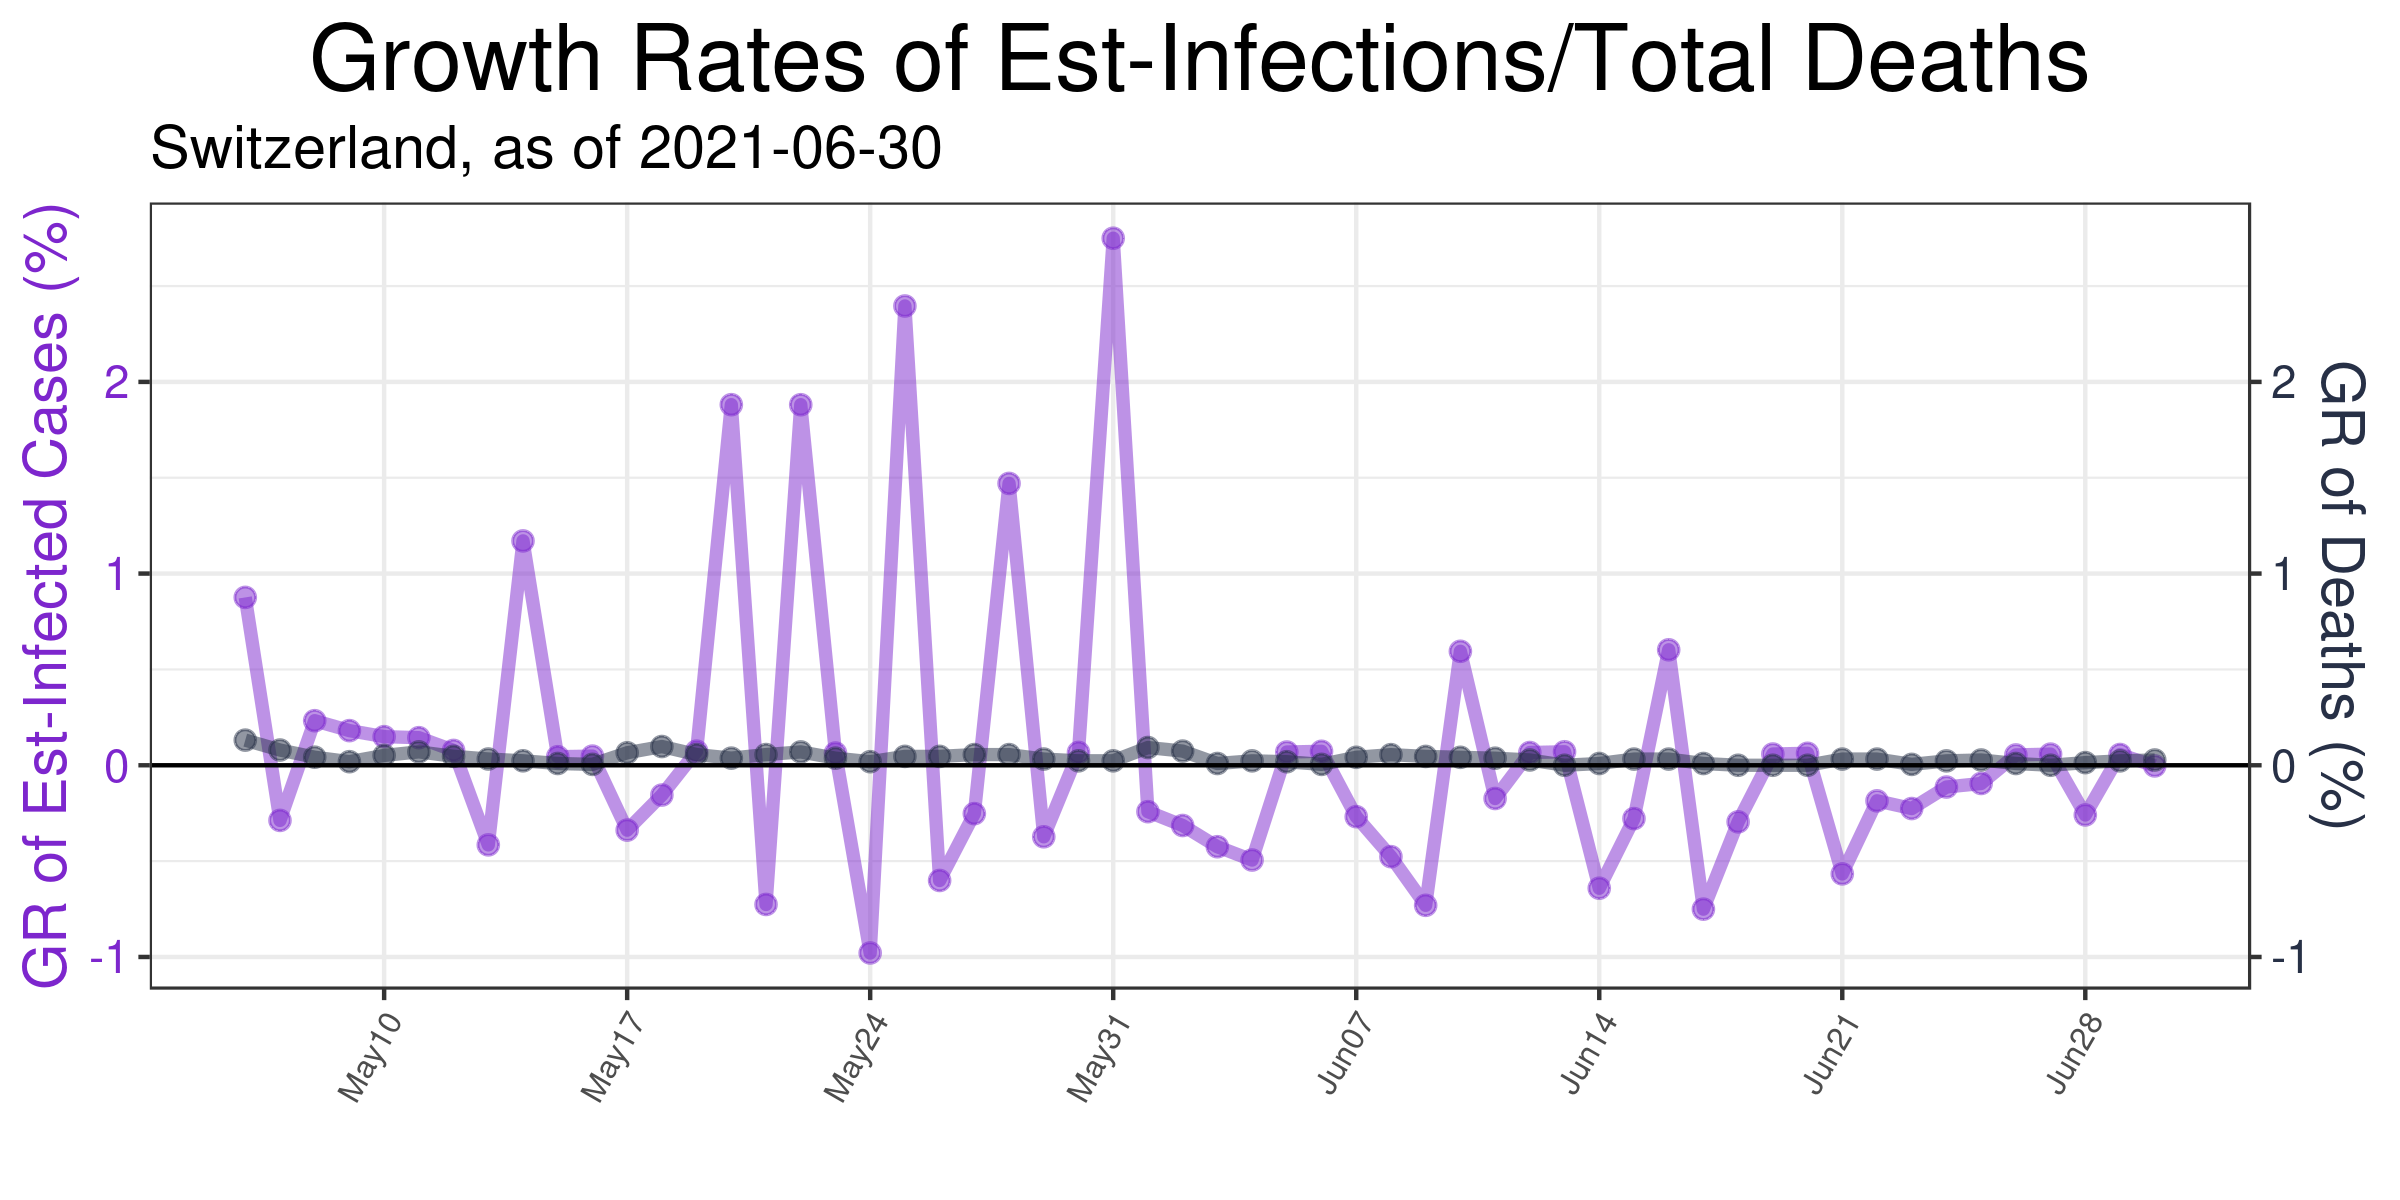 Growth Rates of Est-Infections/Total Deaths
Switzerland, as of 2021-06-30
GR of Est-Infected Cases (%)
2
1
0
-1
2
1
0
-1
GR of Deaths (%)
May10
May17
May24
May31
Jun07
Jun14
Jun21
Jun28